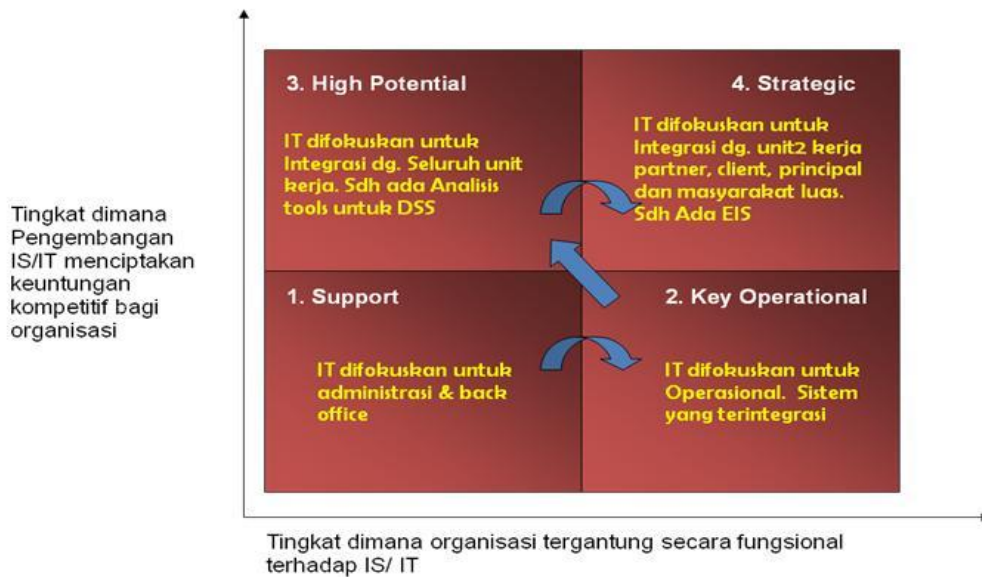 3. High Potential
IT difokuskan untuk
Integrasi dg. Seluruh unit
kerja. Sdh ada Analisis
tools untuk DSS
4. Strategic
IT difokuskan untuk
Integrasi dg. unit2 kerja
partner, client, principal
dan masyarakat luas.
Sdh Ada EIS
Tingkat dimana
Pengembangan
IS/IT menciptakan
keuntungan
kompetitif bagi
organisasi
1. Support
IT difokuskan untuk
administrasi & back
office
2. Key Operational
IT difokuskan untuk
Operasional. Sistem
yang terintegrasi
Tingkat dimana organisasi tergantung secara fungsional
terhadap IS/ IT